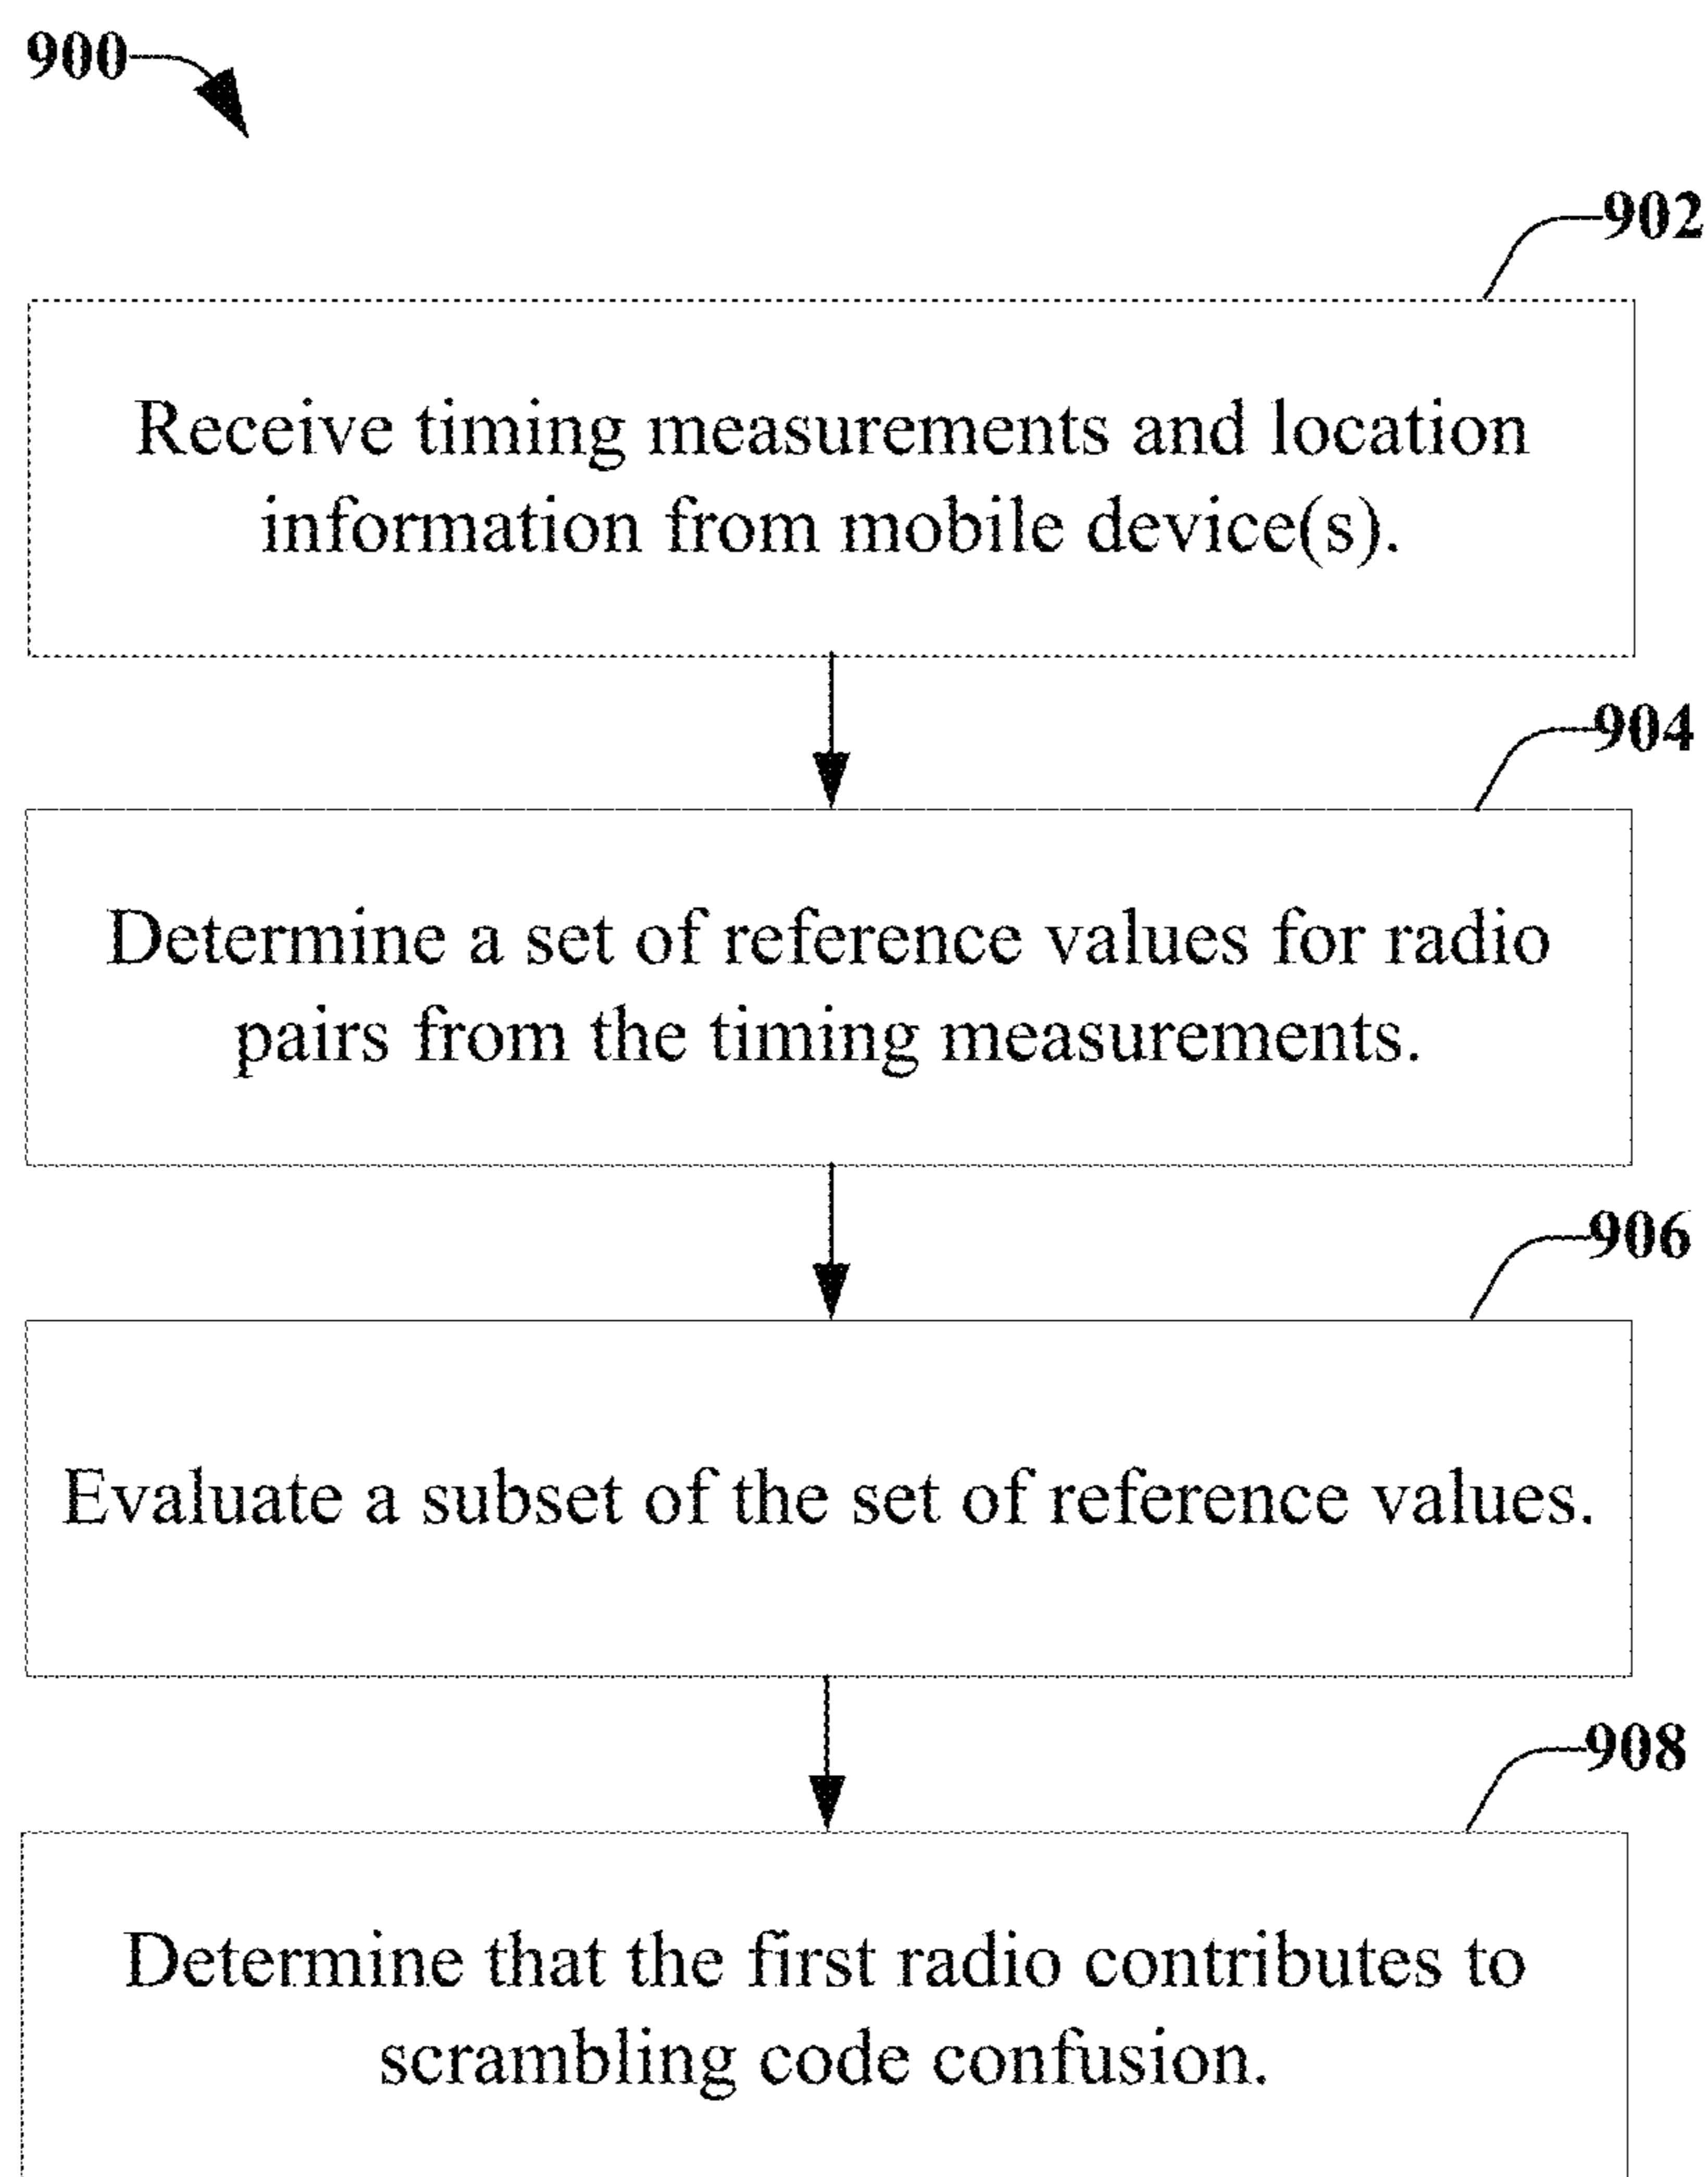 900
902
Receive timing measurements and location
information from mobile device(s).
904
Determine a set of reference values for radio
pairs from the timing measurements.
906
Evaluate a subset of the set of reference values.
908
Determine that the first radio contributes to
scrambling code confusion.